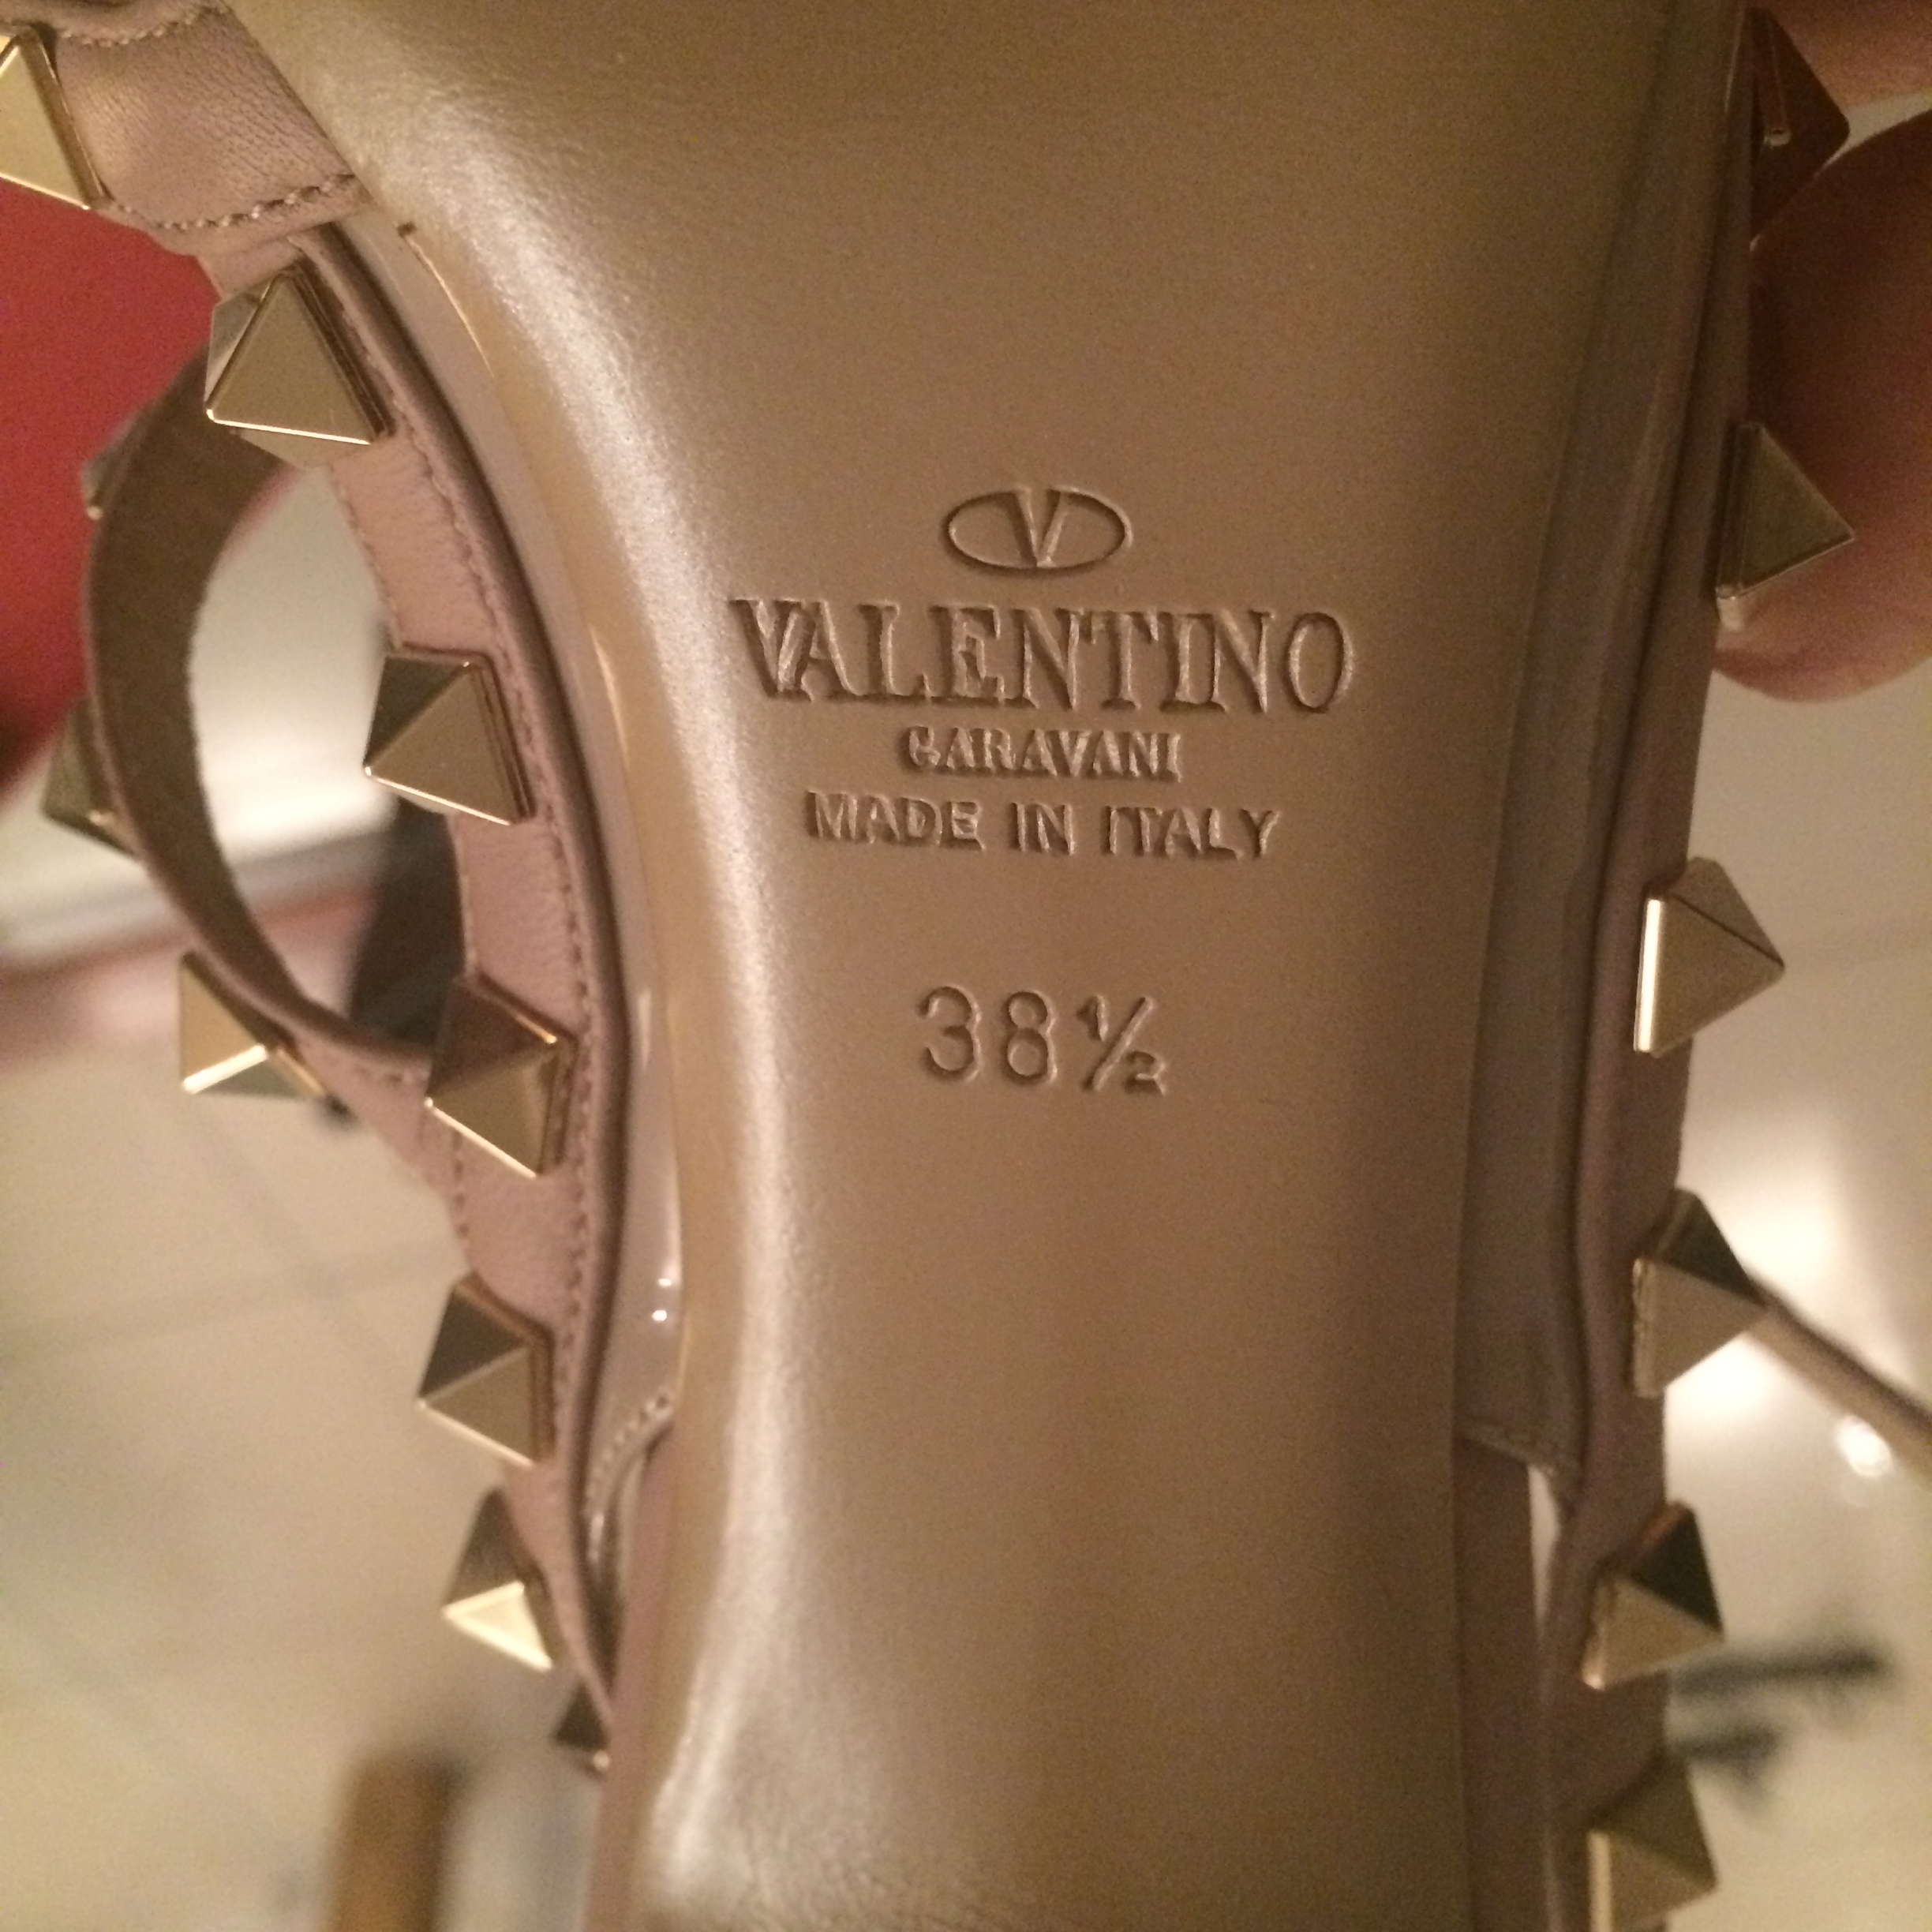 V
VALENTINO
GARAVANI
MADE IN ITALY
38½